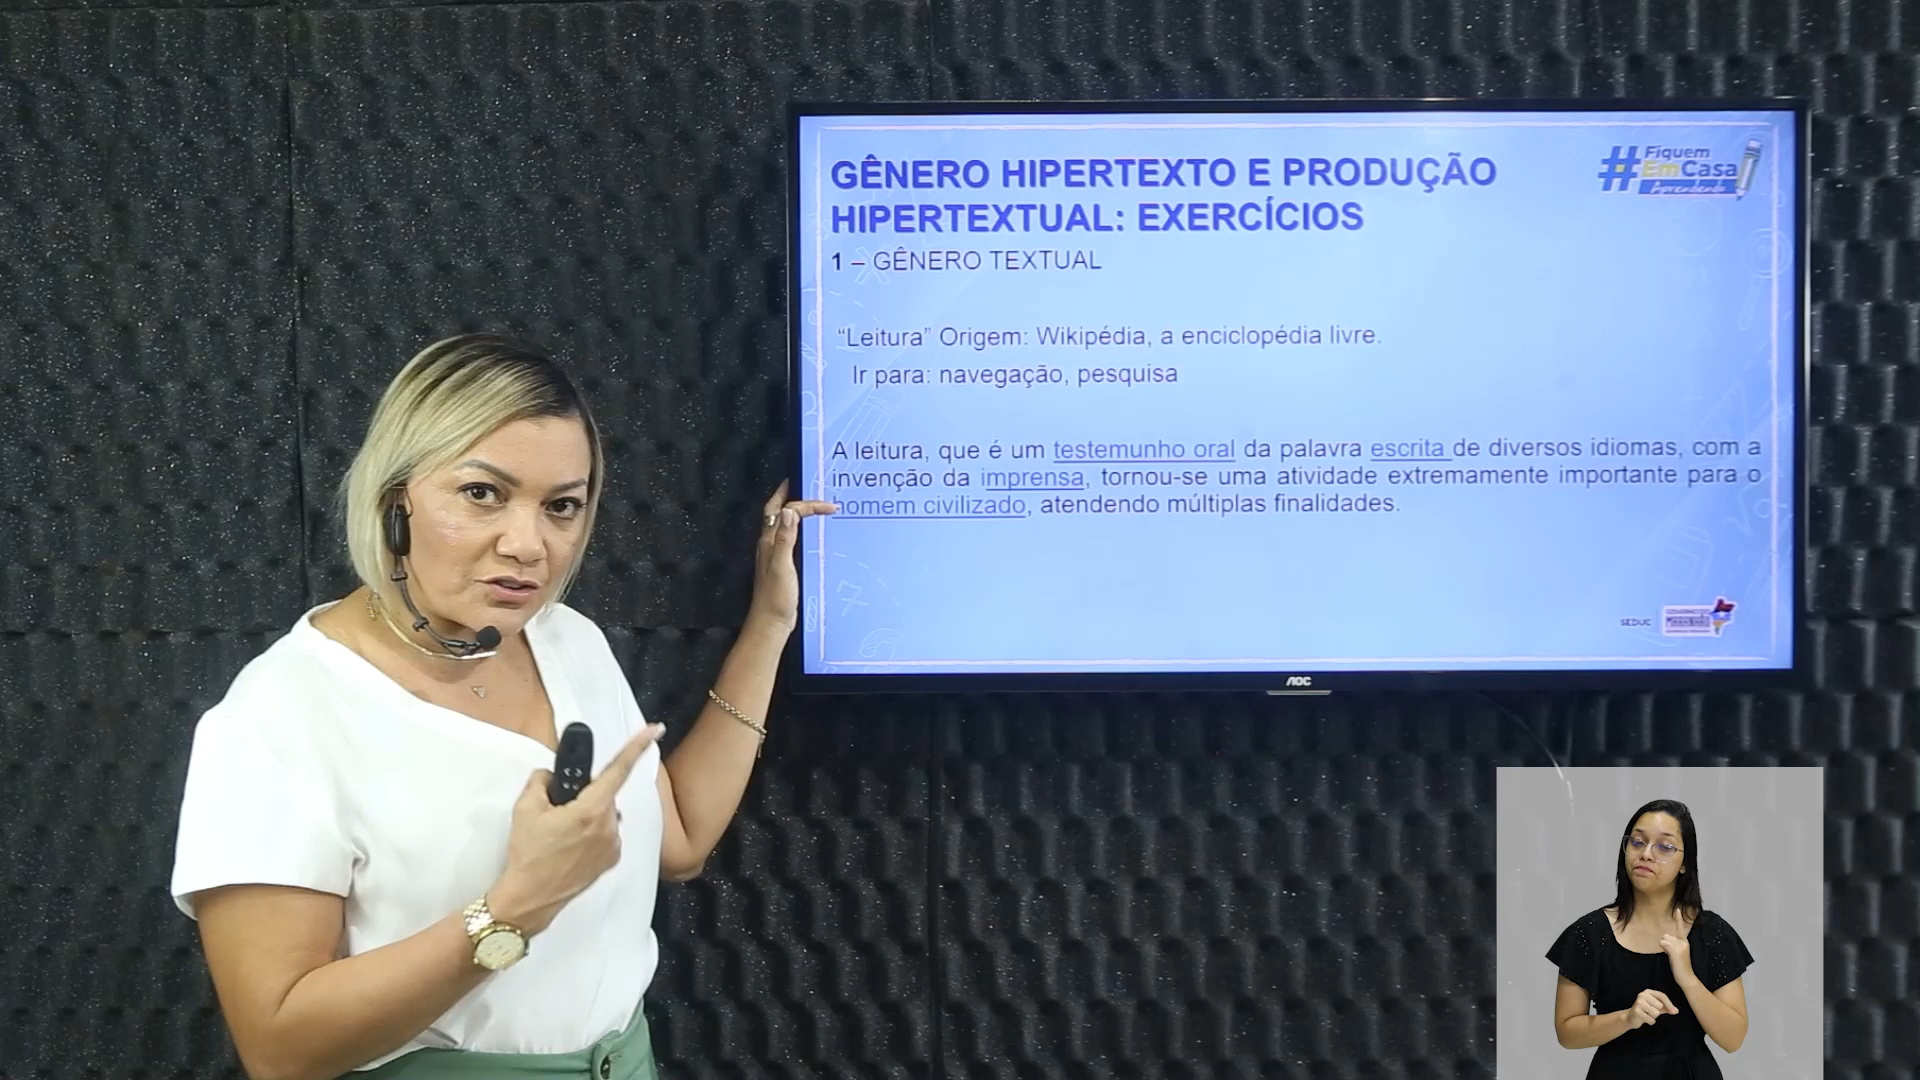 GÊNERO HIPERTEXTO E PRODUÇÃO
HIPERTEXTUAL: EXERCÍCIOS
#Fiquem
EmCasa
Aprendendo
1 – GÊNERO TEXTUAL
“Leitura” Origem: Wikipédia, a enciclopédia livre.
Ir para: navegação, pesquisa
A leitura, que é um testemunho oral da palavra escrita de diversos idiomas, com a
invenção da imprensa, tornou-se uma atividade extremamente importante para o
homem civilizado, atendendo múltiplas finalidades.
SEDUC
AOC